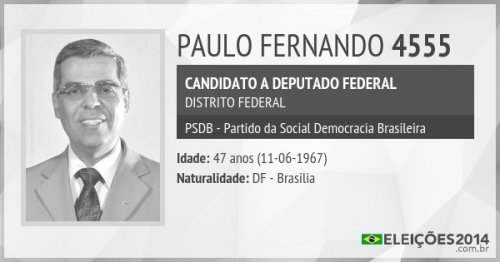 PAULO FERNANDO 4555
CANDIDATO A DEPUTADO FEDERAL
DISTRITO FEDERAL
PSDB - Partido da Social Democracia Brasileira
Idade: 47 anos (11-06-1967)
Naturalidade: DF - Brasilia
ELEIÇÕES2014
.com.br